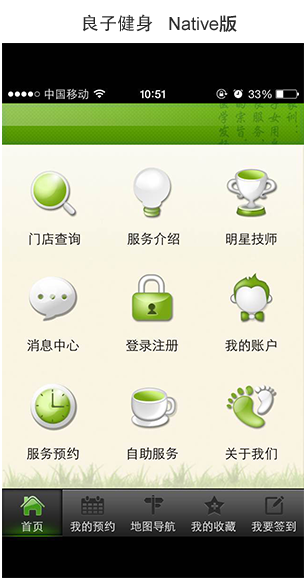 良子健身 Native版
中国移动 10:51 33%
门店查询 服务介绍 明星技师
消息中心 登录注册 我的账户
服务预约 自助服务 关于我们
首页 我的预约 地图导航 我的收藏 我要签到